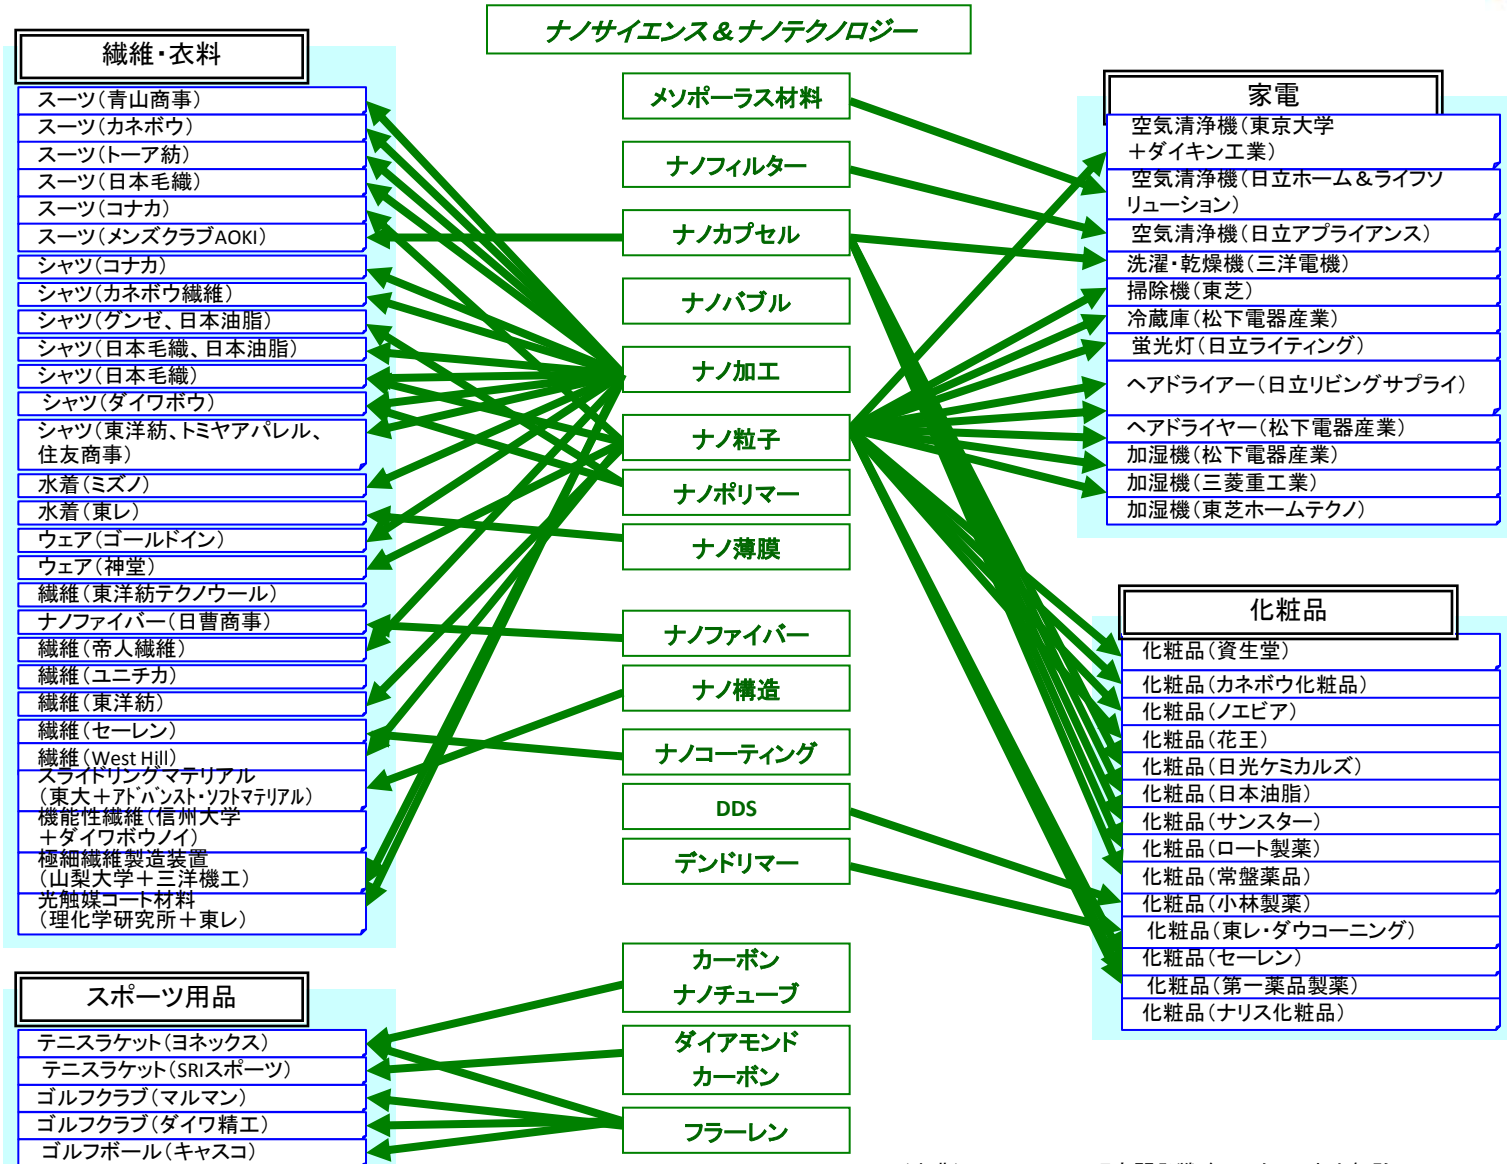 ナノサイエンス＆ナノテクノロジー
繊維・衣料
スーツ（青山商事）
スーツ（カネボウ）
スーツ（トーア紡）
スーツ（日本毛織）
スーツ（コナカ）
スーツ（メンズクラブAOKI）
シャツ（コナカ）
シャツ（カネボウ繊維）
シャツ（グンゼ、日本油脂）
シャツ（日本毛織、日本油脂）
シャツ（日本毛織）
シャツ（ダイワボウ）
シャツ（東洋紡、トミヤアパレル、
住友商事）
水着（ミズノ）
水着（東レ）
ウェア（ゴールドイン）
ウェア（神堂）
繊維（東洋紡テクノウール）
ナノファイバー（日曹商事）
繊維（帝人繊維）
繊維（ユニチカ）
繊維（東洋紡）
繊維（セーレン）
繊維（West Hill）
スライドリングマテリアル
（東大＋アドバンスト・ソフトマテリアル）
機能性繊維（信州大学
＋ダイワボウノイ）
極細繊維製造装置
（山梨大学＋三洋機工）
光触媒コート材料
（理化学研究所＋東レ）
スポーツ用品
テニスラケット（ヨネックス）
テニスラケット（SRIスポーツ）
ゴルフクラブ（マルマン）
ゴルフクラブ（ダイワ精工）
ゴルフボール（キャスコ）
メソポーラス材料
ナノフィルター
ナノカプセル
ナノバブル
ナノ加工
ナノ粒子
ナノポリマー
ナノ薄膜
ナノファイバー
ナノ構造
ナノコーティング
DDS
デンドリマー
カーボン
ナノチューブ
ダイアモンド
カーボン
フラーレン
家電
空気清浄機（東京大学
＋ダイキン工業）
空気清浄機（日立ホーム＆ライフソ
リューション）
空気清浄機（日立アプライアンス）
洗濯・乾燥機（三洋電機）
掃除機（東芝）
冷蔵庫（松下電器産業）
蛍光灯（日立ライティング）
ヘアドライアー（日立リビングサプライ）
ヘアドライヤー（松下電器産業）
加湿機（松下電器産業）
加湿機（三菱重工業）
加湿機（東芝ホームテクノ）
化粧品
化粧品（資生堂）
化粧品（カネボウ化粧品）
化粧品（ノエビア）
化粧品（花王）
化粧品（日光ケミカルズ）
化粧品（日本油脂）
化粧品（サンスター）
化粧品（ロート製薬）
化粧品（常盤薬品）
化粧品（小林製薬）
化粧品（東レ・ダウコーニング）
化粧品（セーレン）
化粧品（第一薬品製薬）
化粧品（ナリス化粧品）